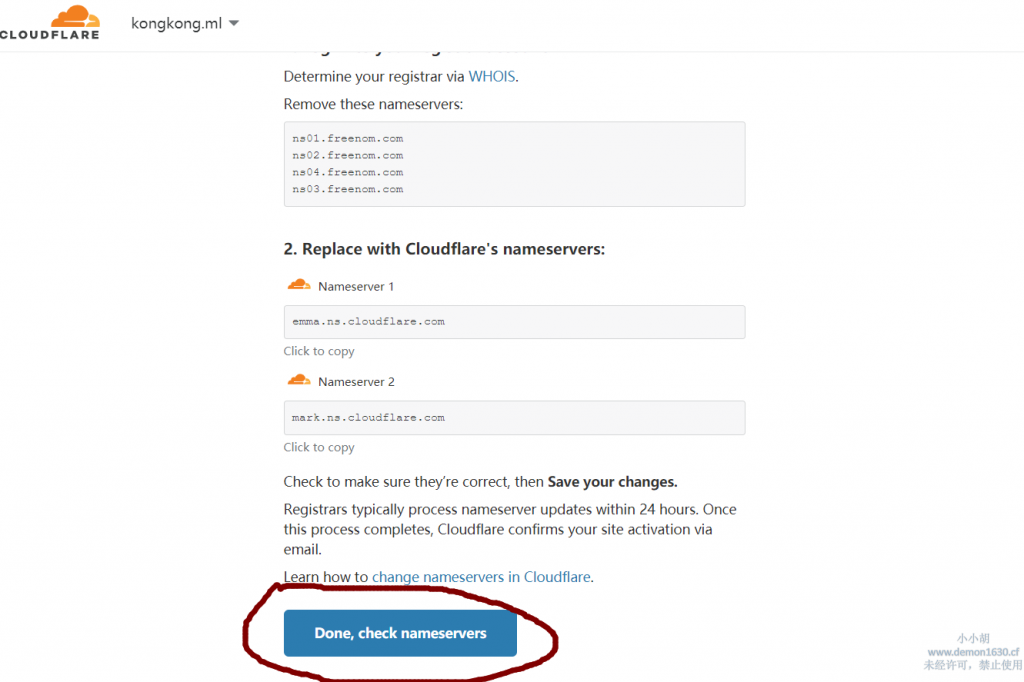 CLOUDFLARE
kongkong.ml
Determine your registrar via WHOIS.
Remove these nameservers:
ns01.freenom.com
ns02.freenom.com
ns04.freenom.com
ns03.freenom.com
2. Replace with Cloudflare's nameservers:
Nameserver 1
emma.ns.cloudflare.com
Click to copy
Nameserver 2
mark.ns.cloudflare.com
Click to copy
Check to make sure they’re correct, then Save your changes.
Registrars typically process nameserver updates within 24 hours. Once
this process completes, Cloudflare confirms your site activation via
email.
Learn how to change nameservers in Cloudflare.
Done, check nameservers
小小胡
www.demon1630.cf
未经许可，禁止使用